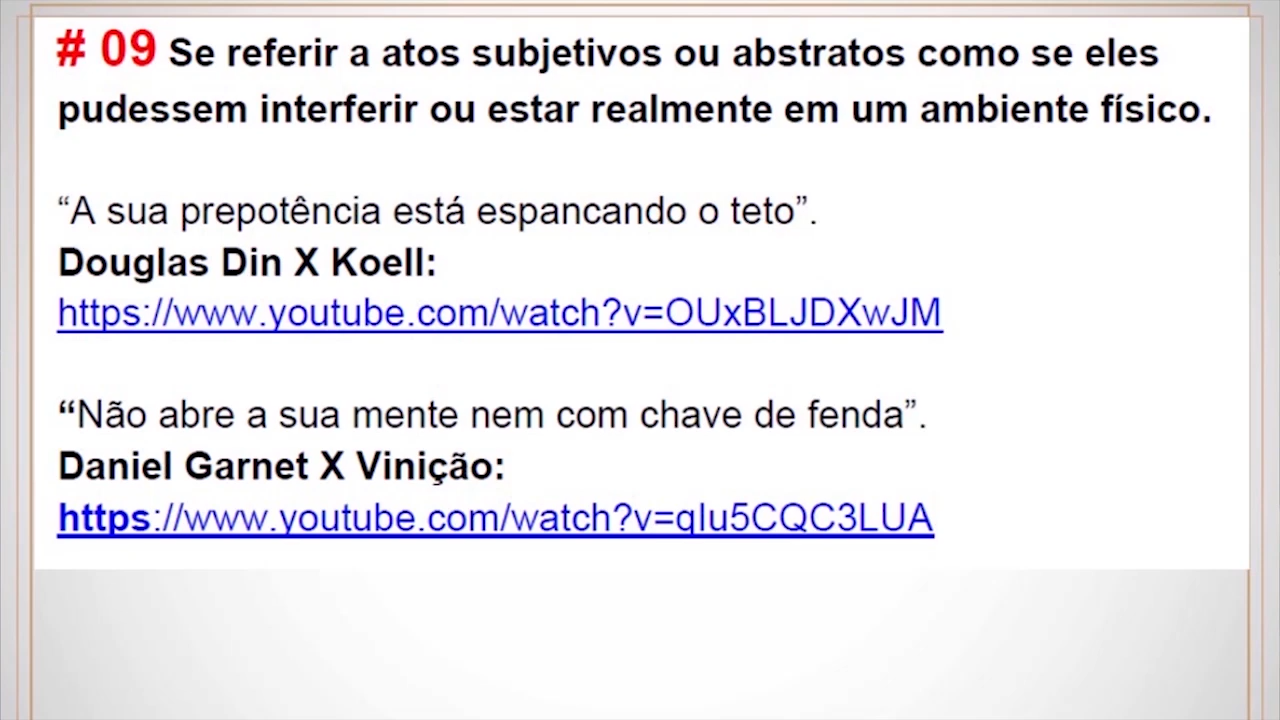 # 09 Se referir a atos subjetivos ou abstratos como se eles
pudessem interferir ou estar realmente em um ambiente físico.
“A sua prepotência está espancando o teto”.
Douglas Din X Koell:
https://www.youtube.com/watch?v=OUxBLJDXwJM
“Não abre a sua mente nem com chave de fenda”.
Daniel Garnet X Vinição:
https://www.youtube.com/watch?v=qIu5CQC3LUA